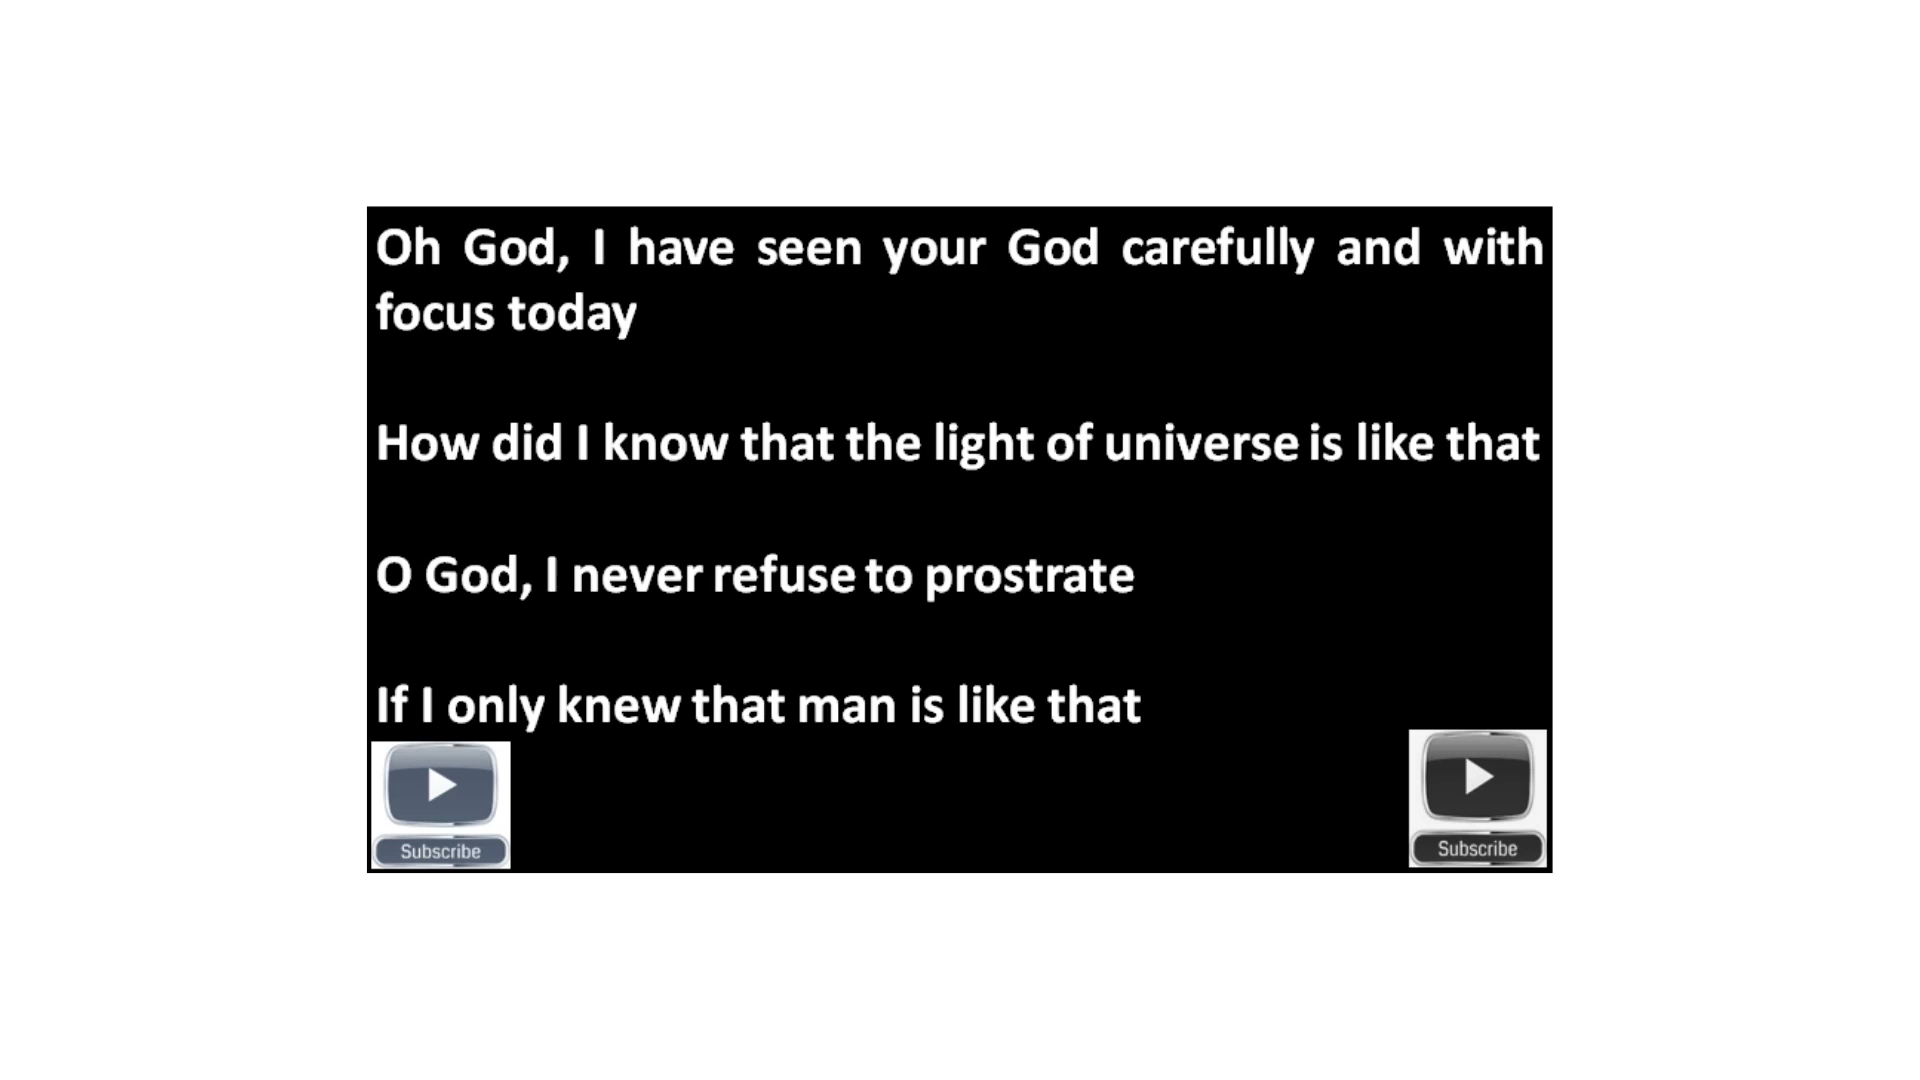 Oh God, I have seen your God carefully and with
focus today
How did I know that the light of universe is like that
O God, I never refuse to prostrate
If I only knew that man is like that
Subscribe
Subscribe